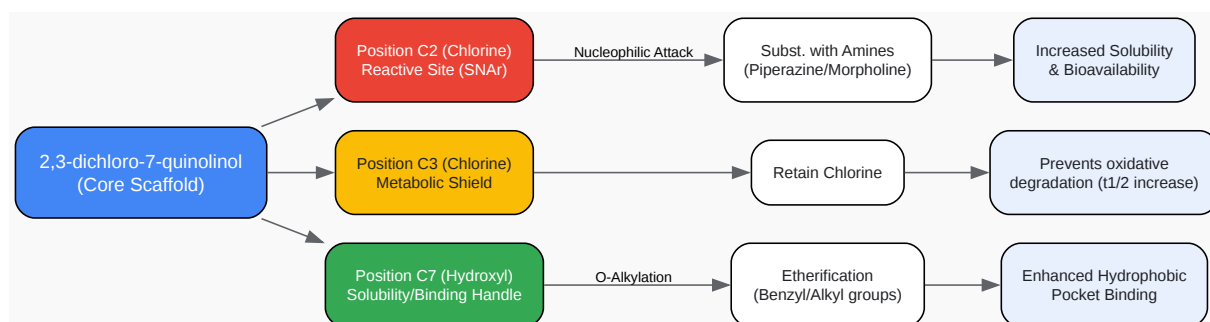 2,3-dichloro-7-quinolinol
(Core Scaffold)
Position C2 (Chlorine)
Reactive Site (SNAr)
Nucleophilic Attack
Subst. with Amines
(Piperazine/Morpholine)
Increased Solubility
& Bioavailability
Position C3 (Chlorine)
Metabolic Shield
Retain Chlorine
Prevents oxidative
degradation (t1/2 increase)
Position C7 (Hydroxyl)
Solubility/Binding Handle
O-Alkylation
Etherification
(Benzyl/Alkyl groups)
Enhanced Hydrophobic
Pocket Binding